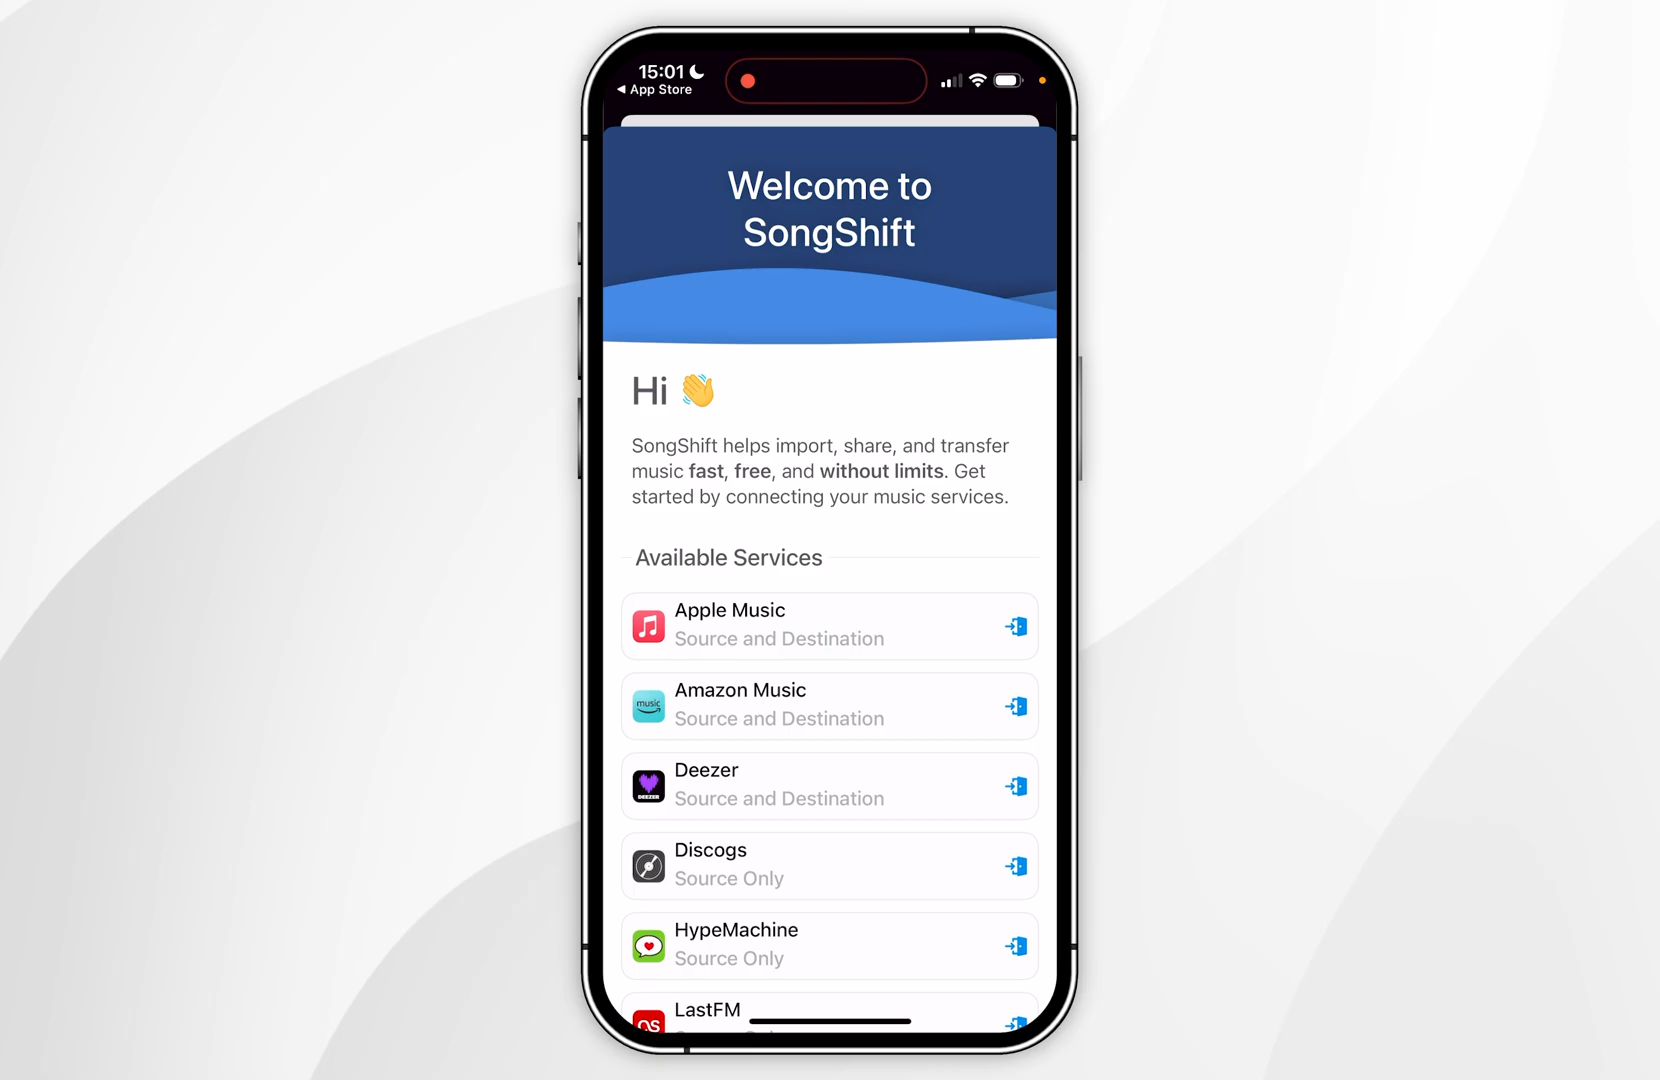 15:01
◀ App Store
Welcome to
SongShift
Hi 👋
SongShift helps import, share, and transfer
music fast, free, and without limits. Get
started by connecting your music services.
Available Services
Apple Music
Source and Destination
music
Amazon Music
Source and Destination
DEEZER
Deezer
Source and Destination
Discogs
Source Only
HypeMachine
Source Only
LastFM